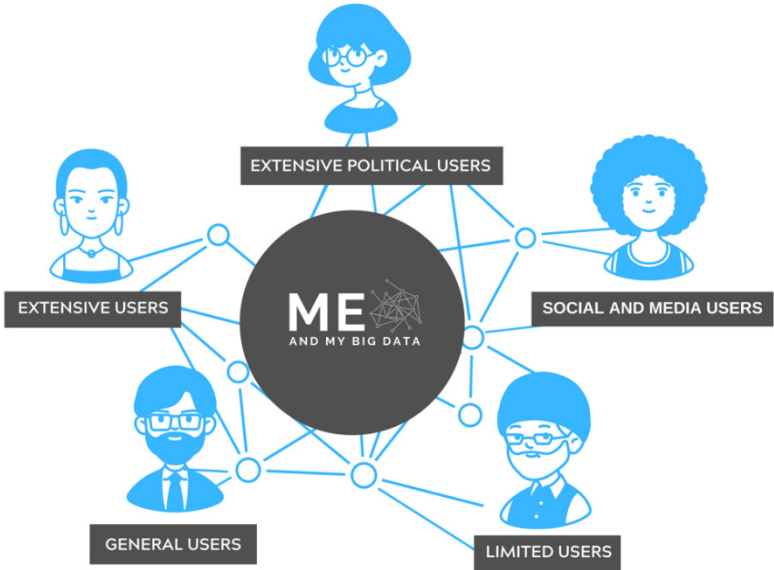 EXTENSIVE POLITICAL USERS
EXTENSIVE USERS
SOCIAL AND MEDIA USERS
ME
AND MY BIG DATA
GENERAL USERS
LIMITED USERS